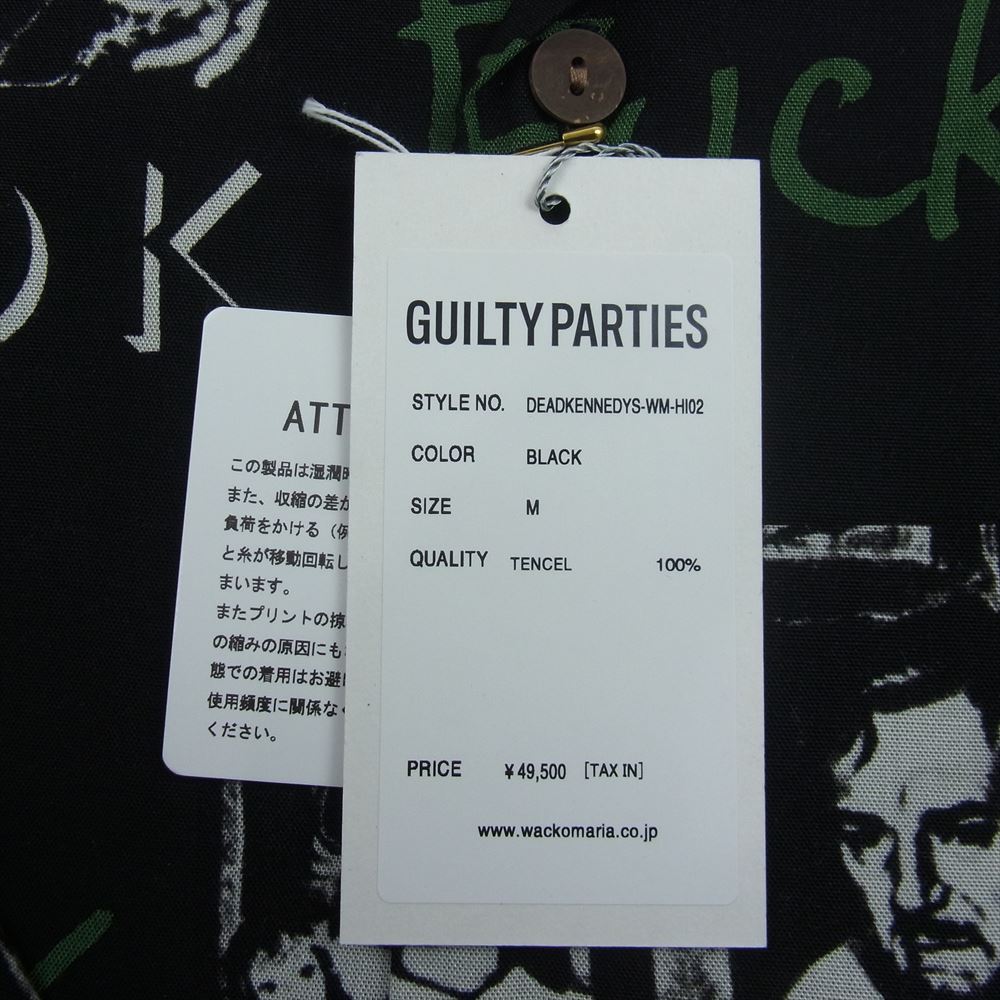 uck
OK
GUILTY PARTIES
STYLE NO. DEADKENNEDYS-WM-HI02
COLOR BLACK
SIZE M
QUALITY TENCEL 100%
PRICE ¥49,500 [TAX IN]
www.wackomaria.co.jp
ATT
この製品は湿潤時
また、収縮の差が
負荷をかける（例
と糸が移動回転し
まいます。
またプリントの擦
の縮みの原因にも
態での着用はお避け
使用頻度に関係なく
ください。